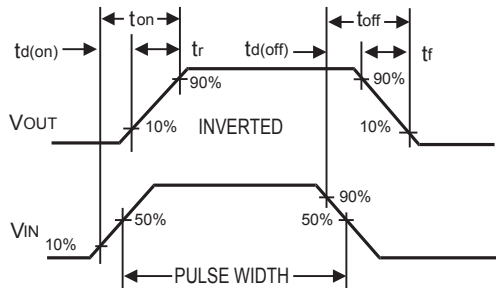 ton toff
td(on) tr td(off) tf
90% 90%
VOUT 10% INVERTED 10%
90%
VIN 50% 50%
10%
PULSE WIDTH